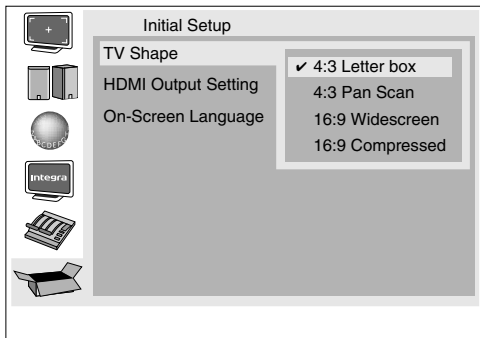 Initial Setup
TV Shape
HDMI Output Setting
On-Screen Language
✔ 4:3 Letter box
4:3 Pan Scan
16:9 Widescreen
16:9 Compressed
ABCDEF
Integra